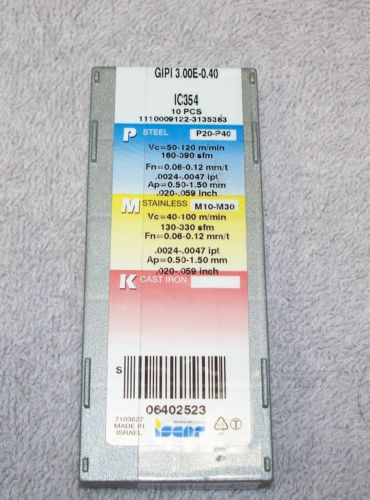 GIPI 3.00E-0.40
IC354
10 PCS
1110009122-3135363
P STEEL P20-P40
Vc=50-120 m/min
160-390 sfm
Fn=0.06-0.12 mm/t
.0024-.0047 ipt
Ap=0.50-1.50 mm
.020-.059 inch
M STAINLESS M10-M30
Vc=40-100 m/min
130-330 sfm
Fn=0.06-0.12 mm/t
.0024-.0047 ipt
Ap=0.50-1.50 mm
.020-.059 inch
K CAST IRON
S
06402523
7103627
MADE IN
ISRAEL
iscar